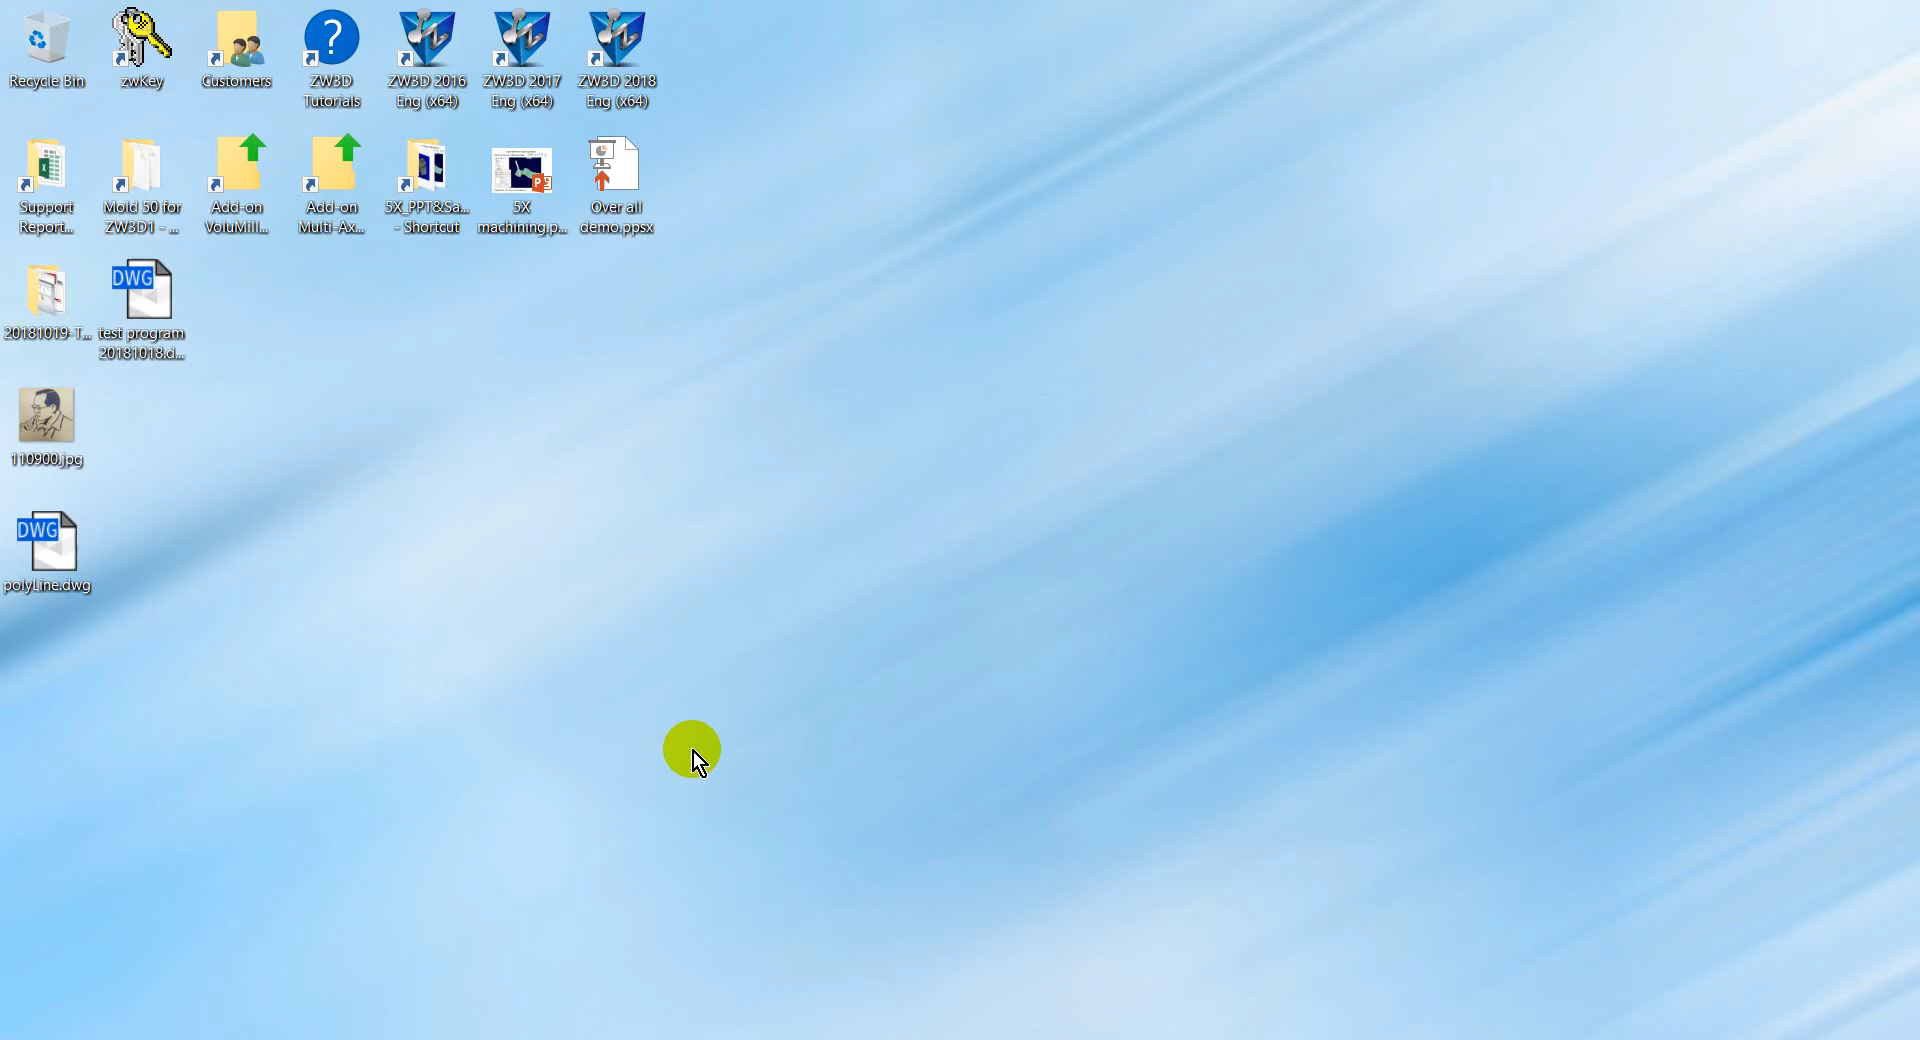 Recycle Bin
zwKey
Customers
ZW3D
Tutorials
ZW3D 2016
Eng (x64)
ZW3D 2017
Eng (x64)
ZW3D 2018
Eng (x64)
Support
Report...
Mold 50 for
ZW3D1 - ...
Add-on
VoluMill...
Add-on
Multi-Ax...
5X_PPT&Sa...
- Shortcut
5X
machining.p...
Over all
demo.ppsx
20181019-T...
DWG
test program
20181018.d...
110900.jpg
DWG
polyLine.dwg